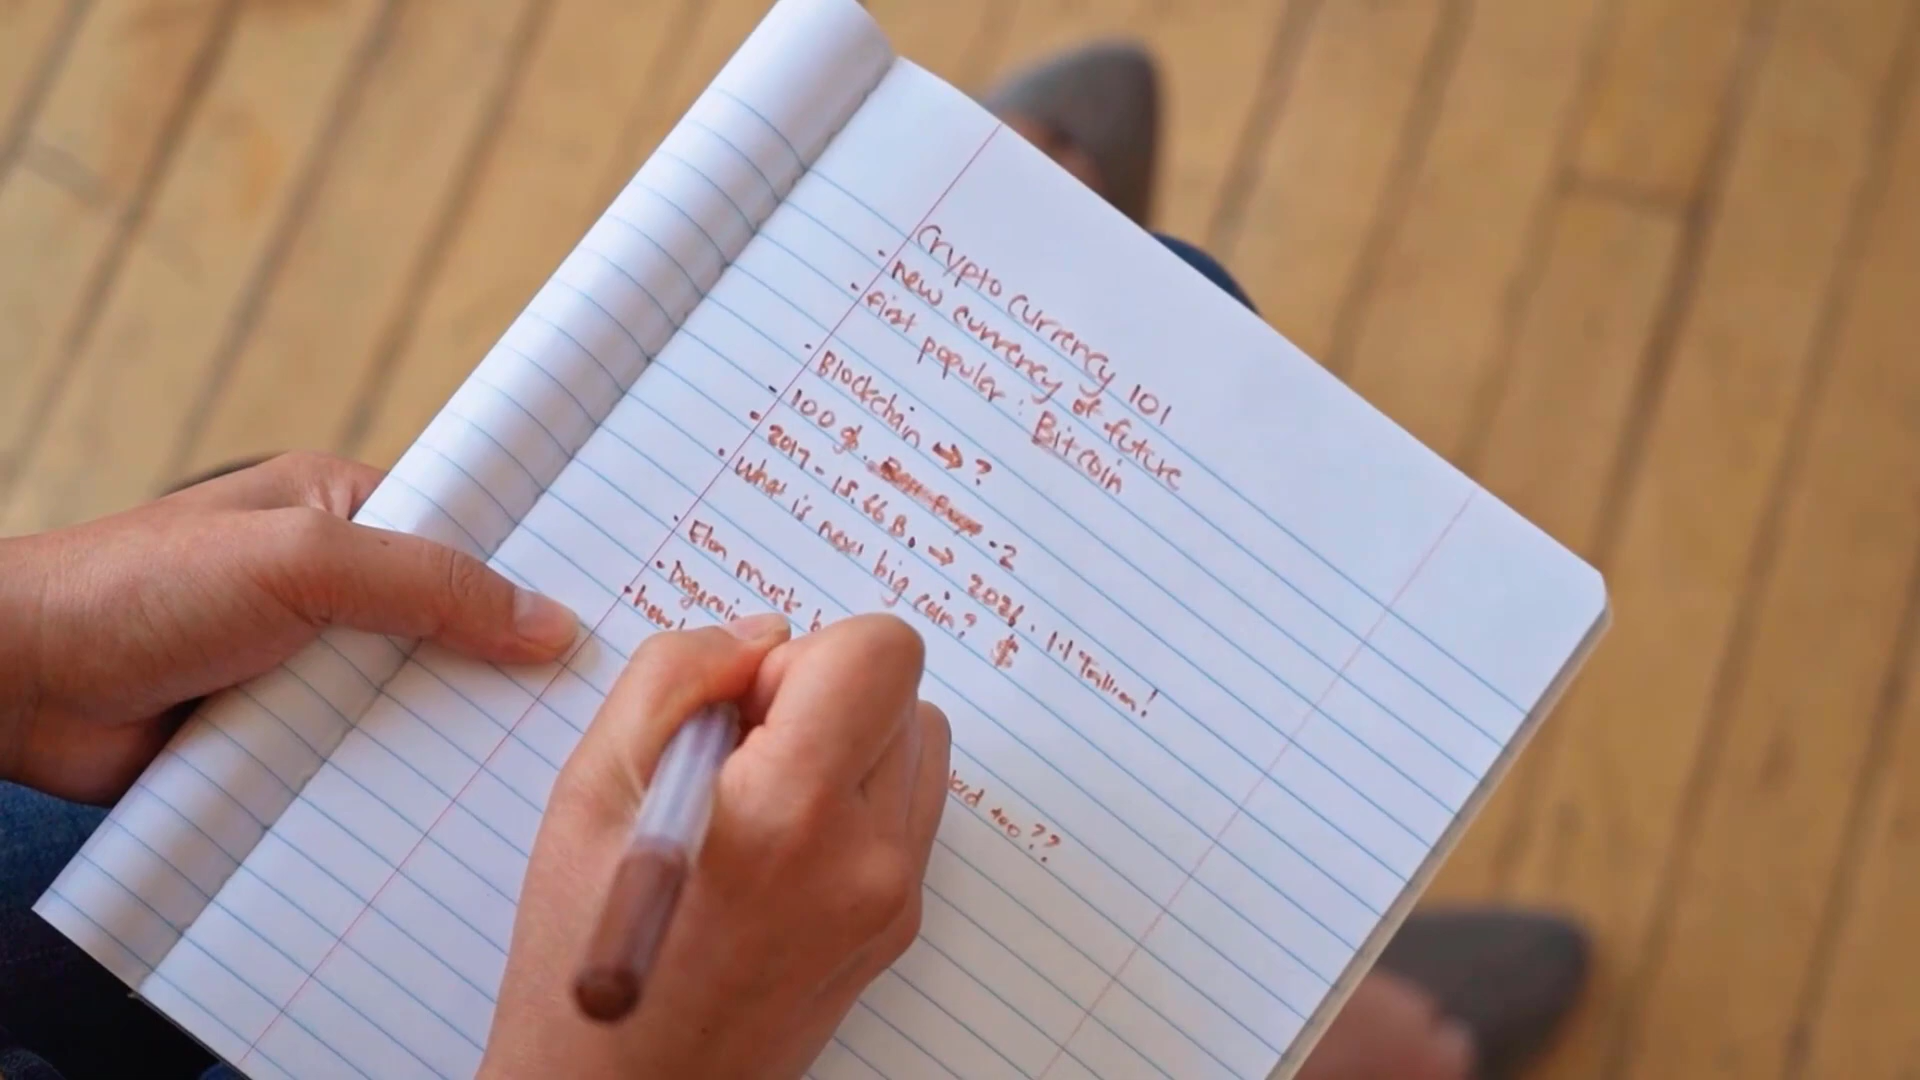 Crypto Currency 101
- new currency of future
- first popular : Bitcoin
- Blockchain → ?
- 100 $. - 2
- 2017 - 15.66 B. → 2021. 1.1 Trillion!
- What is next big coin? $
- Elon musk b
- Dogecoin
too ??